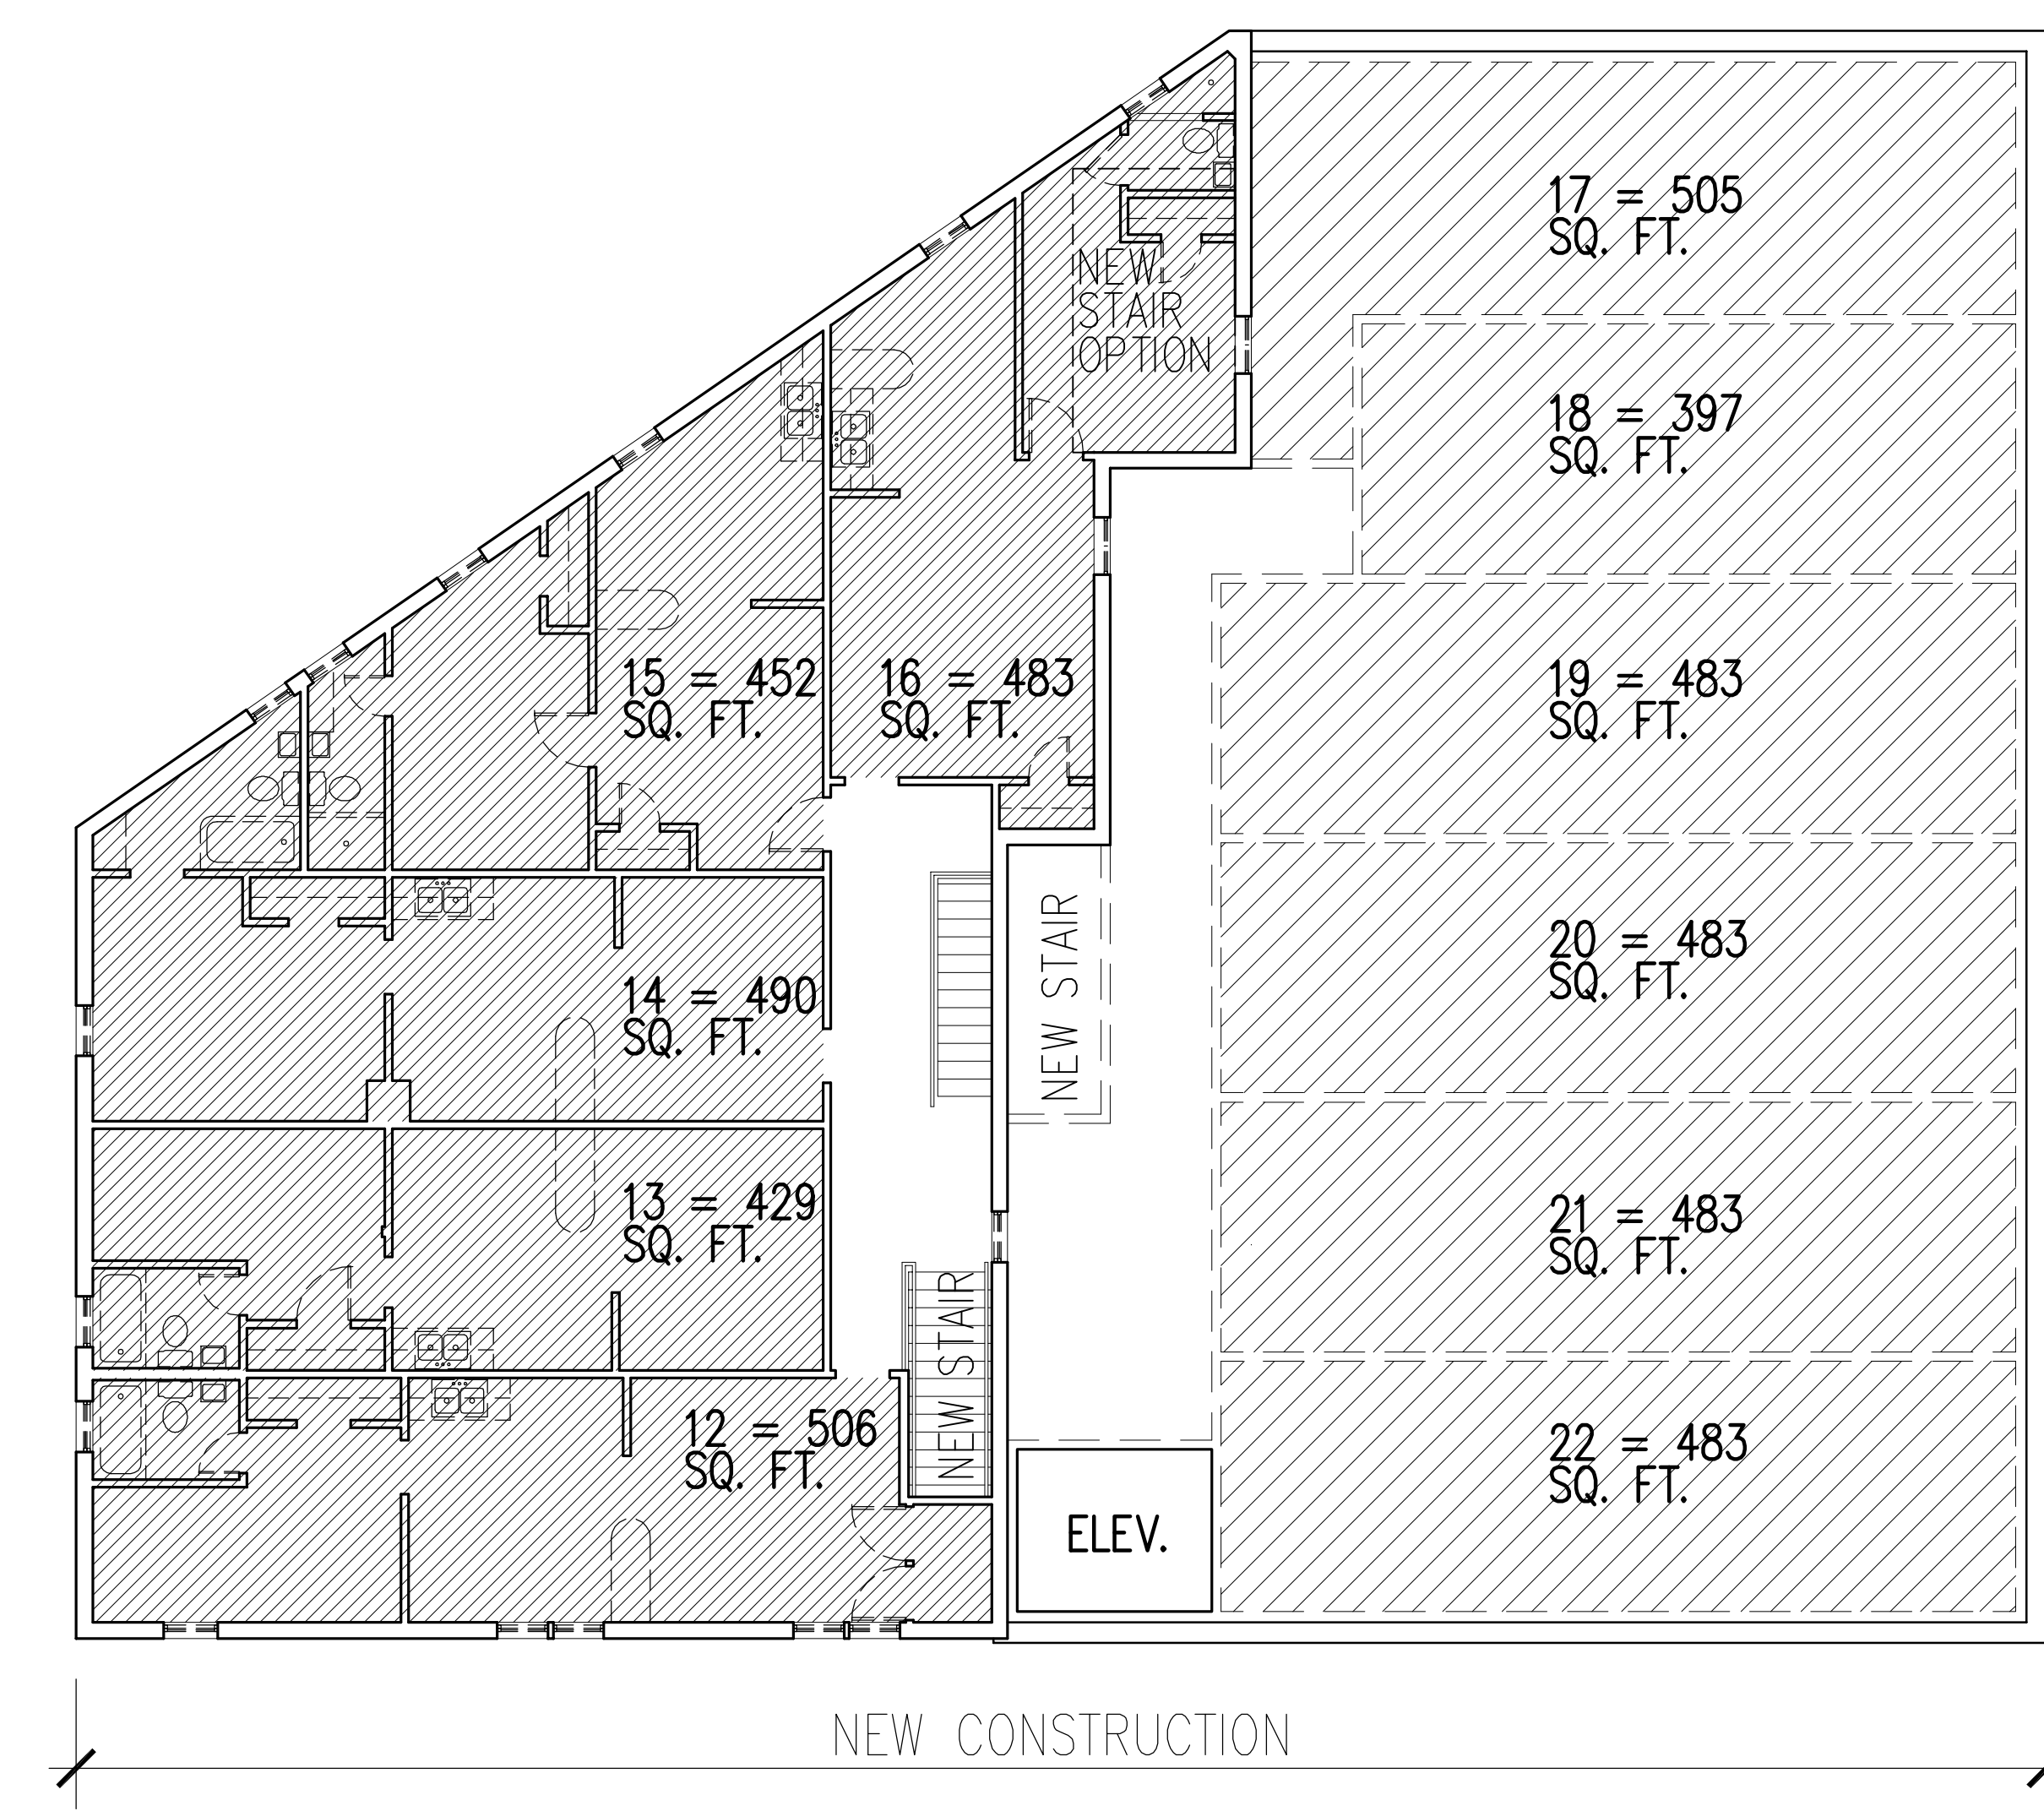 17 = 505
SQ. FT.
NEW
STAIR
OPTION
18 = 397
SQ. FT.
15 = 452
SQ. FT.
16 = 483
SQ. FT.
19 = 483
SQ. FT.
NEW STAIR
14 = 490
SQ. FT.
20 = 483
SQ. FT.
13 = 429
SQ. FT.
21 = 483
SQ. FT.
NEW STAIR
12 = 506
SQ. FT.
22 = 483
SQ. FT.
ELEV.
NEW CONSTRUCTION